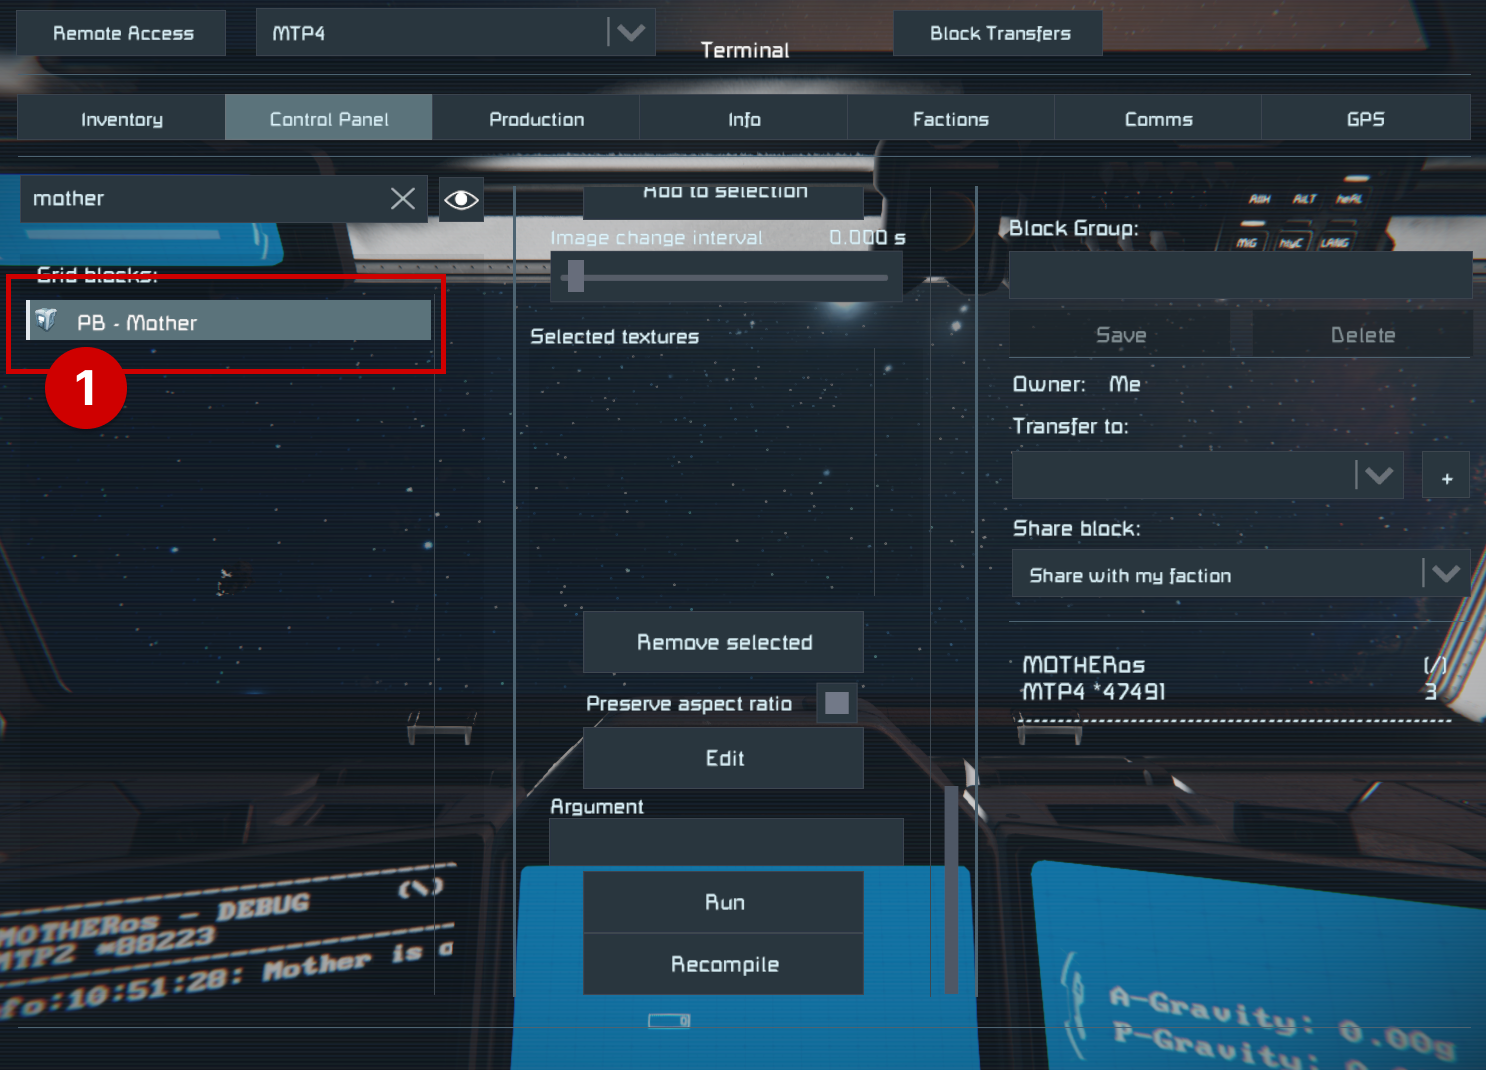 Remote Access
MTP4
Terminal
Block Transfers
Inventory
Control Panel
Production
Info
Factions
Comms
GPS
mother
Grid blocks:
PB - Mother
1
Add to selection
Image change interval 0.000 s
Selected textures
Remove selected
Preserve aspect ratio
Edit
Argument
Run
Recompile
Block Group:
Save
Delete
Owner: Me
Transfer to:
+
Share block:
Share with my faction
MOTHERos (/)
MTP4 *47491 3
MOTHERos - DEBUG (\)
MTP2 *88223
fo:10:51:28: Mother is a
A-Gravity: 0.00g
P-Gravity: